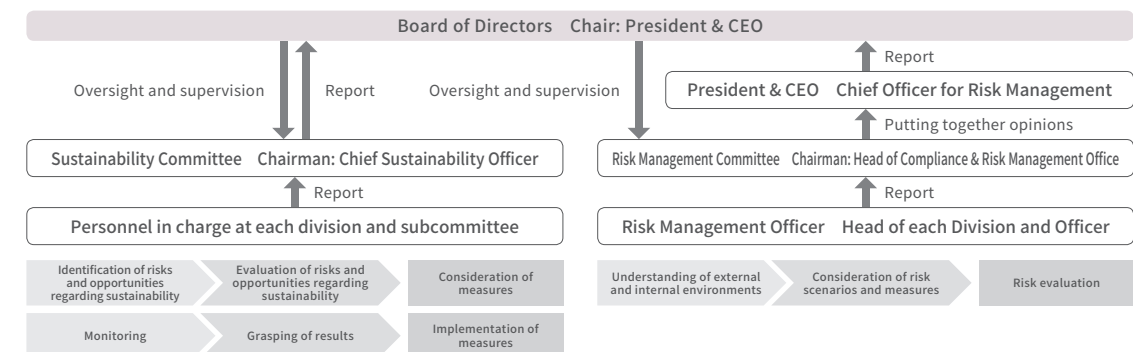 Board of Directors Chair: President & CEO
Oversight and supervision
Report
Oversight and supervision
Report
President & CEO Chief Officer for Risk Management
Putting together opinions
Sustainability Committee Chairman: Chief Sustainability Officer
Risk Management Committee Chairman: Head of Compliance & Risk Management Office
Report
Report
Personnel in charge at each division and subcommittee
Risk Management Officer Head of each Division and Officer
Identification of risks
and opportunities
regarding sustainability
Evaluation of risks and
opportunities regarding
sustainability
Consideration of
measures
Understanding of external
and internal environments
Consideration of risk
scenarios and measures
Risk evaluation
Monitoring
Grasping of results
Implementation of
measures